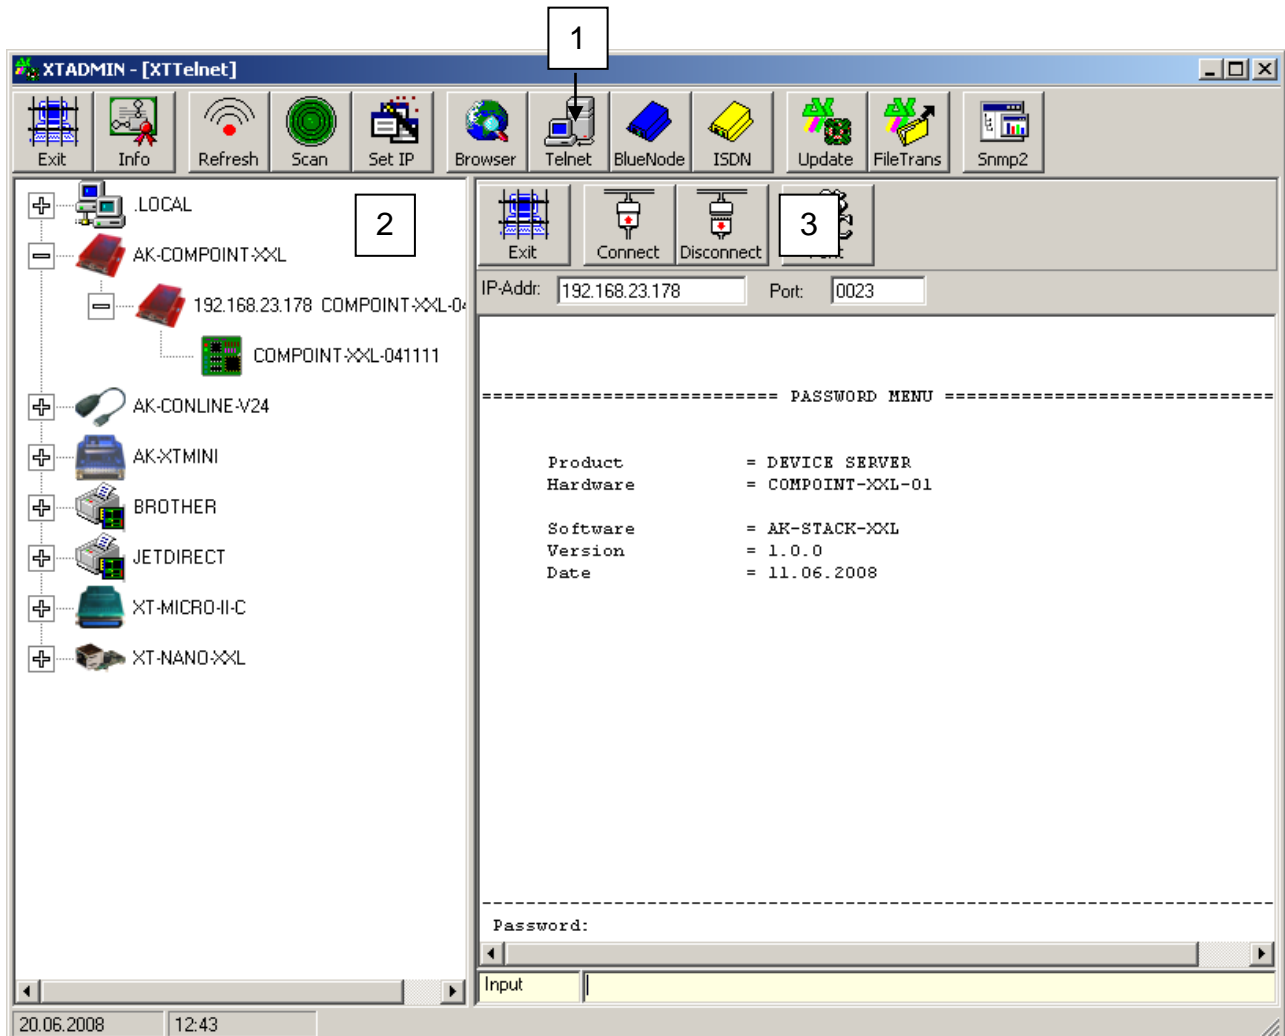 1
XTADMIN - [XTTelnet]
Exit Info Refresh Scan Set IP Browser Telnet BlueNode ISDN Update FileTrans Snmp2
.LOCAL
AK-COMPOINT-XXL
192.168.23.178 COMPOINT-XXL-04
COMPOINT-XXL-041111
AK-CONLINE-V24
AK-XTMINI
BROTHER
JETDIRECT
XT-MICRO-II-C
XT-NANO-XXL
2
Exit Connect Disconnect
3
IP-Addr: 192.168.23.178 Port: 0023
=========================== PASSWORD MENU ==============================
Product = DEVICE SERVER
Hardware = COMPOINT-XXL-01
Software = AK-STACK-XXL
Version = 1.0.0
Date = 11.06.2008
Password:
Input
20.06.2008 12:43